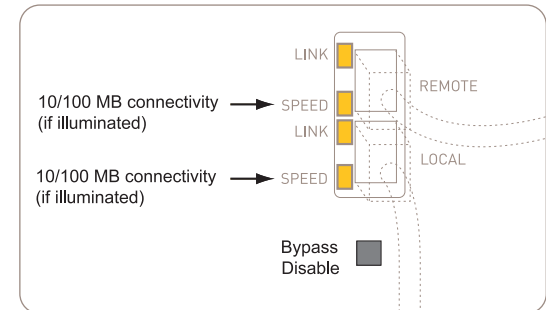 LINK
REMOTE
10/100 MB connectivity
(if illuminated)
SPEED
LINK
LOCAL
10/100 MB connectivity
(if illuminated)
SPEED
Bypass
Disable